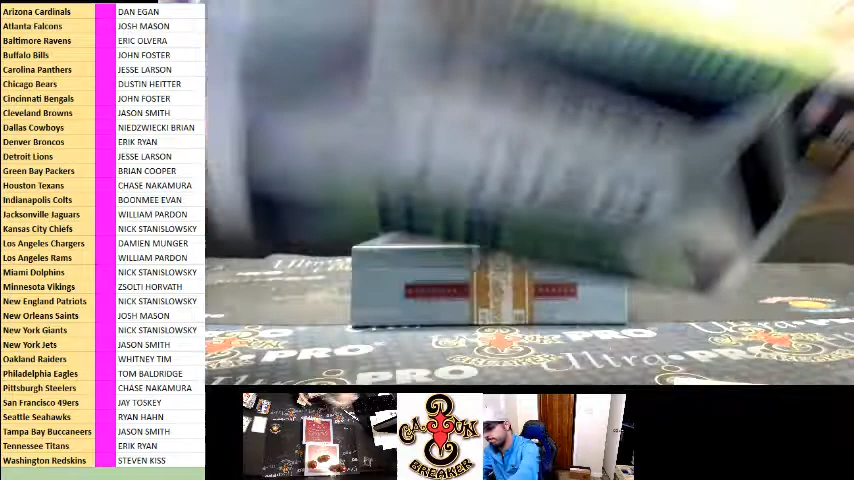 Arizona Cardinals DAN EGAN
Atlanta Falcons JOSH MASON
Baltimore Ravens ERIC OLVERA
Buffalo Bills JOHN FOSTER
Carolina Panthers JESSE LARSON
Chicago Bears DUSTIN HEITTER
Cincinnati Bengals JOHN FOSTER
Cleveland Browns JASON SMITH
Dallas Cowboys NIEDZWIECKI BRIAN
Denver Broncos ERIK RYAN
Detroit Lions JESSE LARSON
Green Bay Packers BRIAN COOPER
Houston Texans CHASE NAKAMURA
Indianapolis Colts BOONMEE EVAN
Jacksonville Jaguars WILLIAM PARDON
Kansas City Chiefs NICK STANISLOWSKY
Los Angeles Chargers DAMIEN MUNGER
Los Angeles Rams WILLIAM PARDON
Miami Dolphins NICK STANISLOWSKY
Minnesota Vikings ZSOLTI HORVATH
New England Patriots NICK STANISLOWSKY
New Orleans Saints JOSH MASON
New York Giants NICK STANISLOWSKY
New York Jets JASON SMITH
Oakland Raiders WHITNEY TIM
Philadelphia Eagles TOM BALDRIDGE
Pittsburgh Steelers CHASE NAKAMURA
San Francisco 49ers JAY TOSKEY
Seattle Seahawks RYAN HAHN
Tampa Bay Buccaneers JASON SMITH
Tennessee Titans ERIK RYAN
Washington Redskins STEVEN KISS
PRO
Ultra PRO
Ultra
PRO
CAJUN
BREAKER